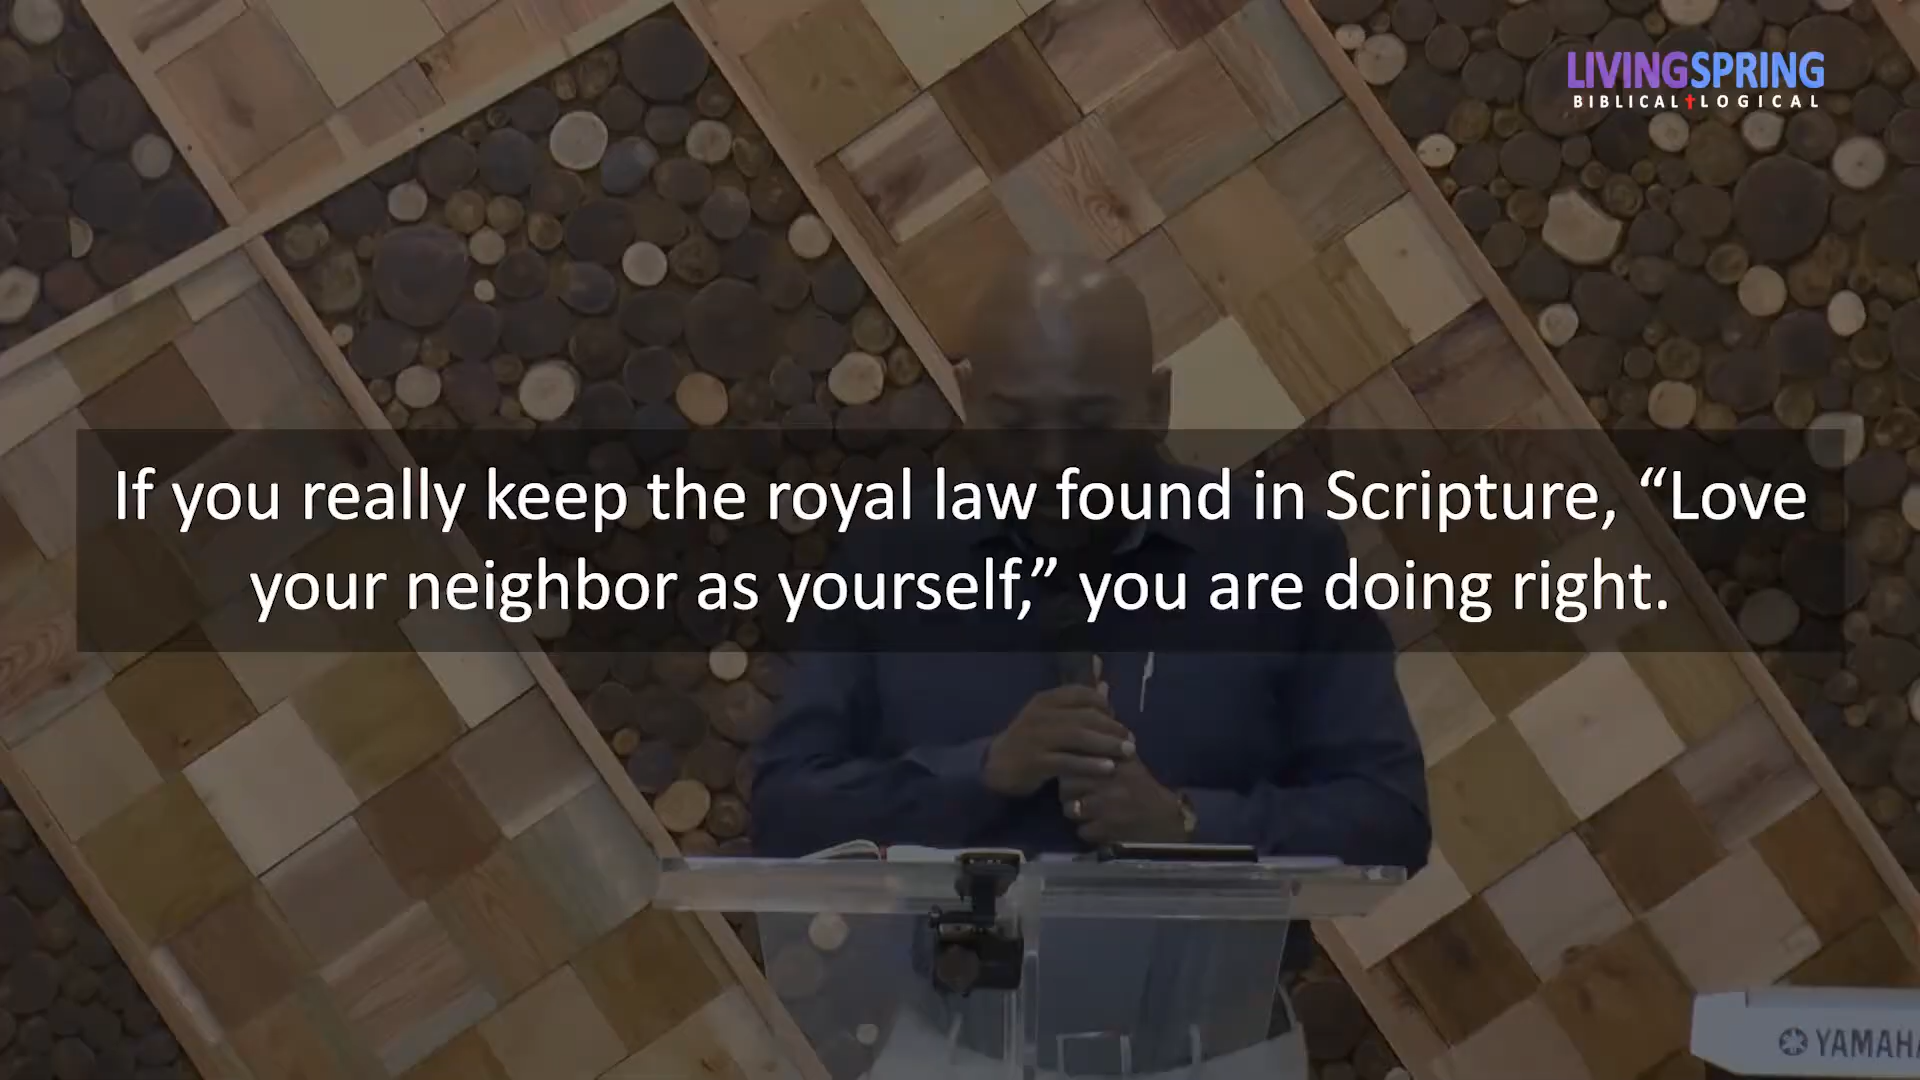 LIVINGSPRING
BIBLICAL LOGICAL
If you really keep the royal law found in Scripture, “Love
your neighbor as yourself,” you are doing right.
YAMAHA